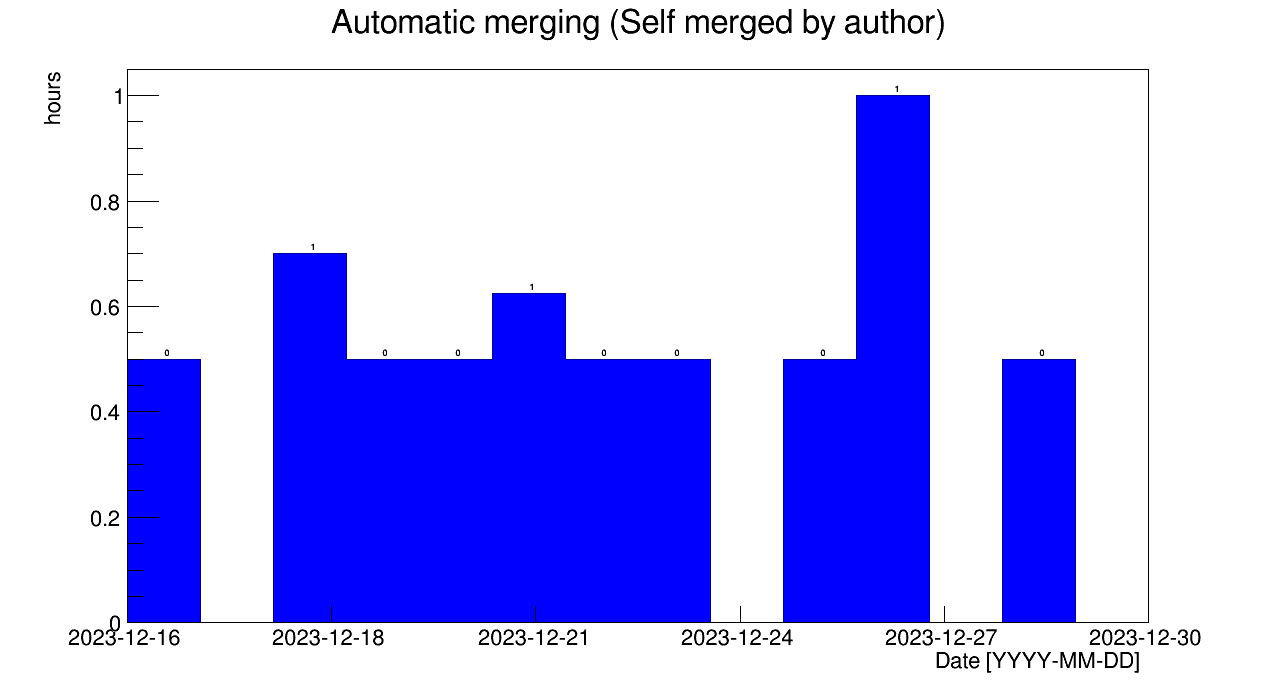 Automatic merging (Self merged by author)
hours
1
0.8
0.6
0.4
0.2
0
0 1 0 0 1 0 0 0 1 0
2023-12-16 2023-12-18 2023-12-21 2023-12-24 2023-12-27 2023-12-30
Date [YYYY-MM-DD]